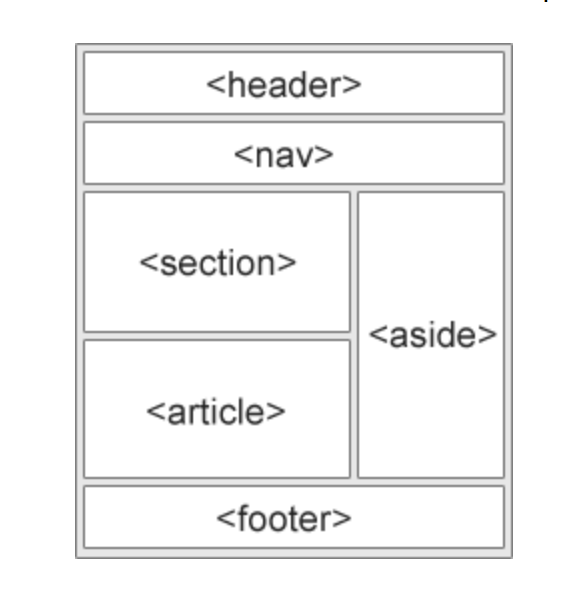 <header>
<nav>
<section>
<aside>
<article>
<footer>